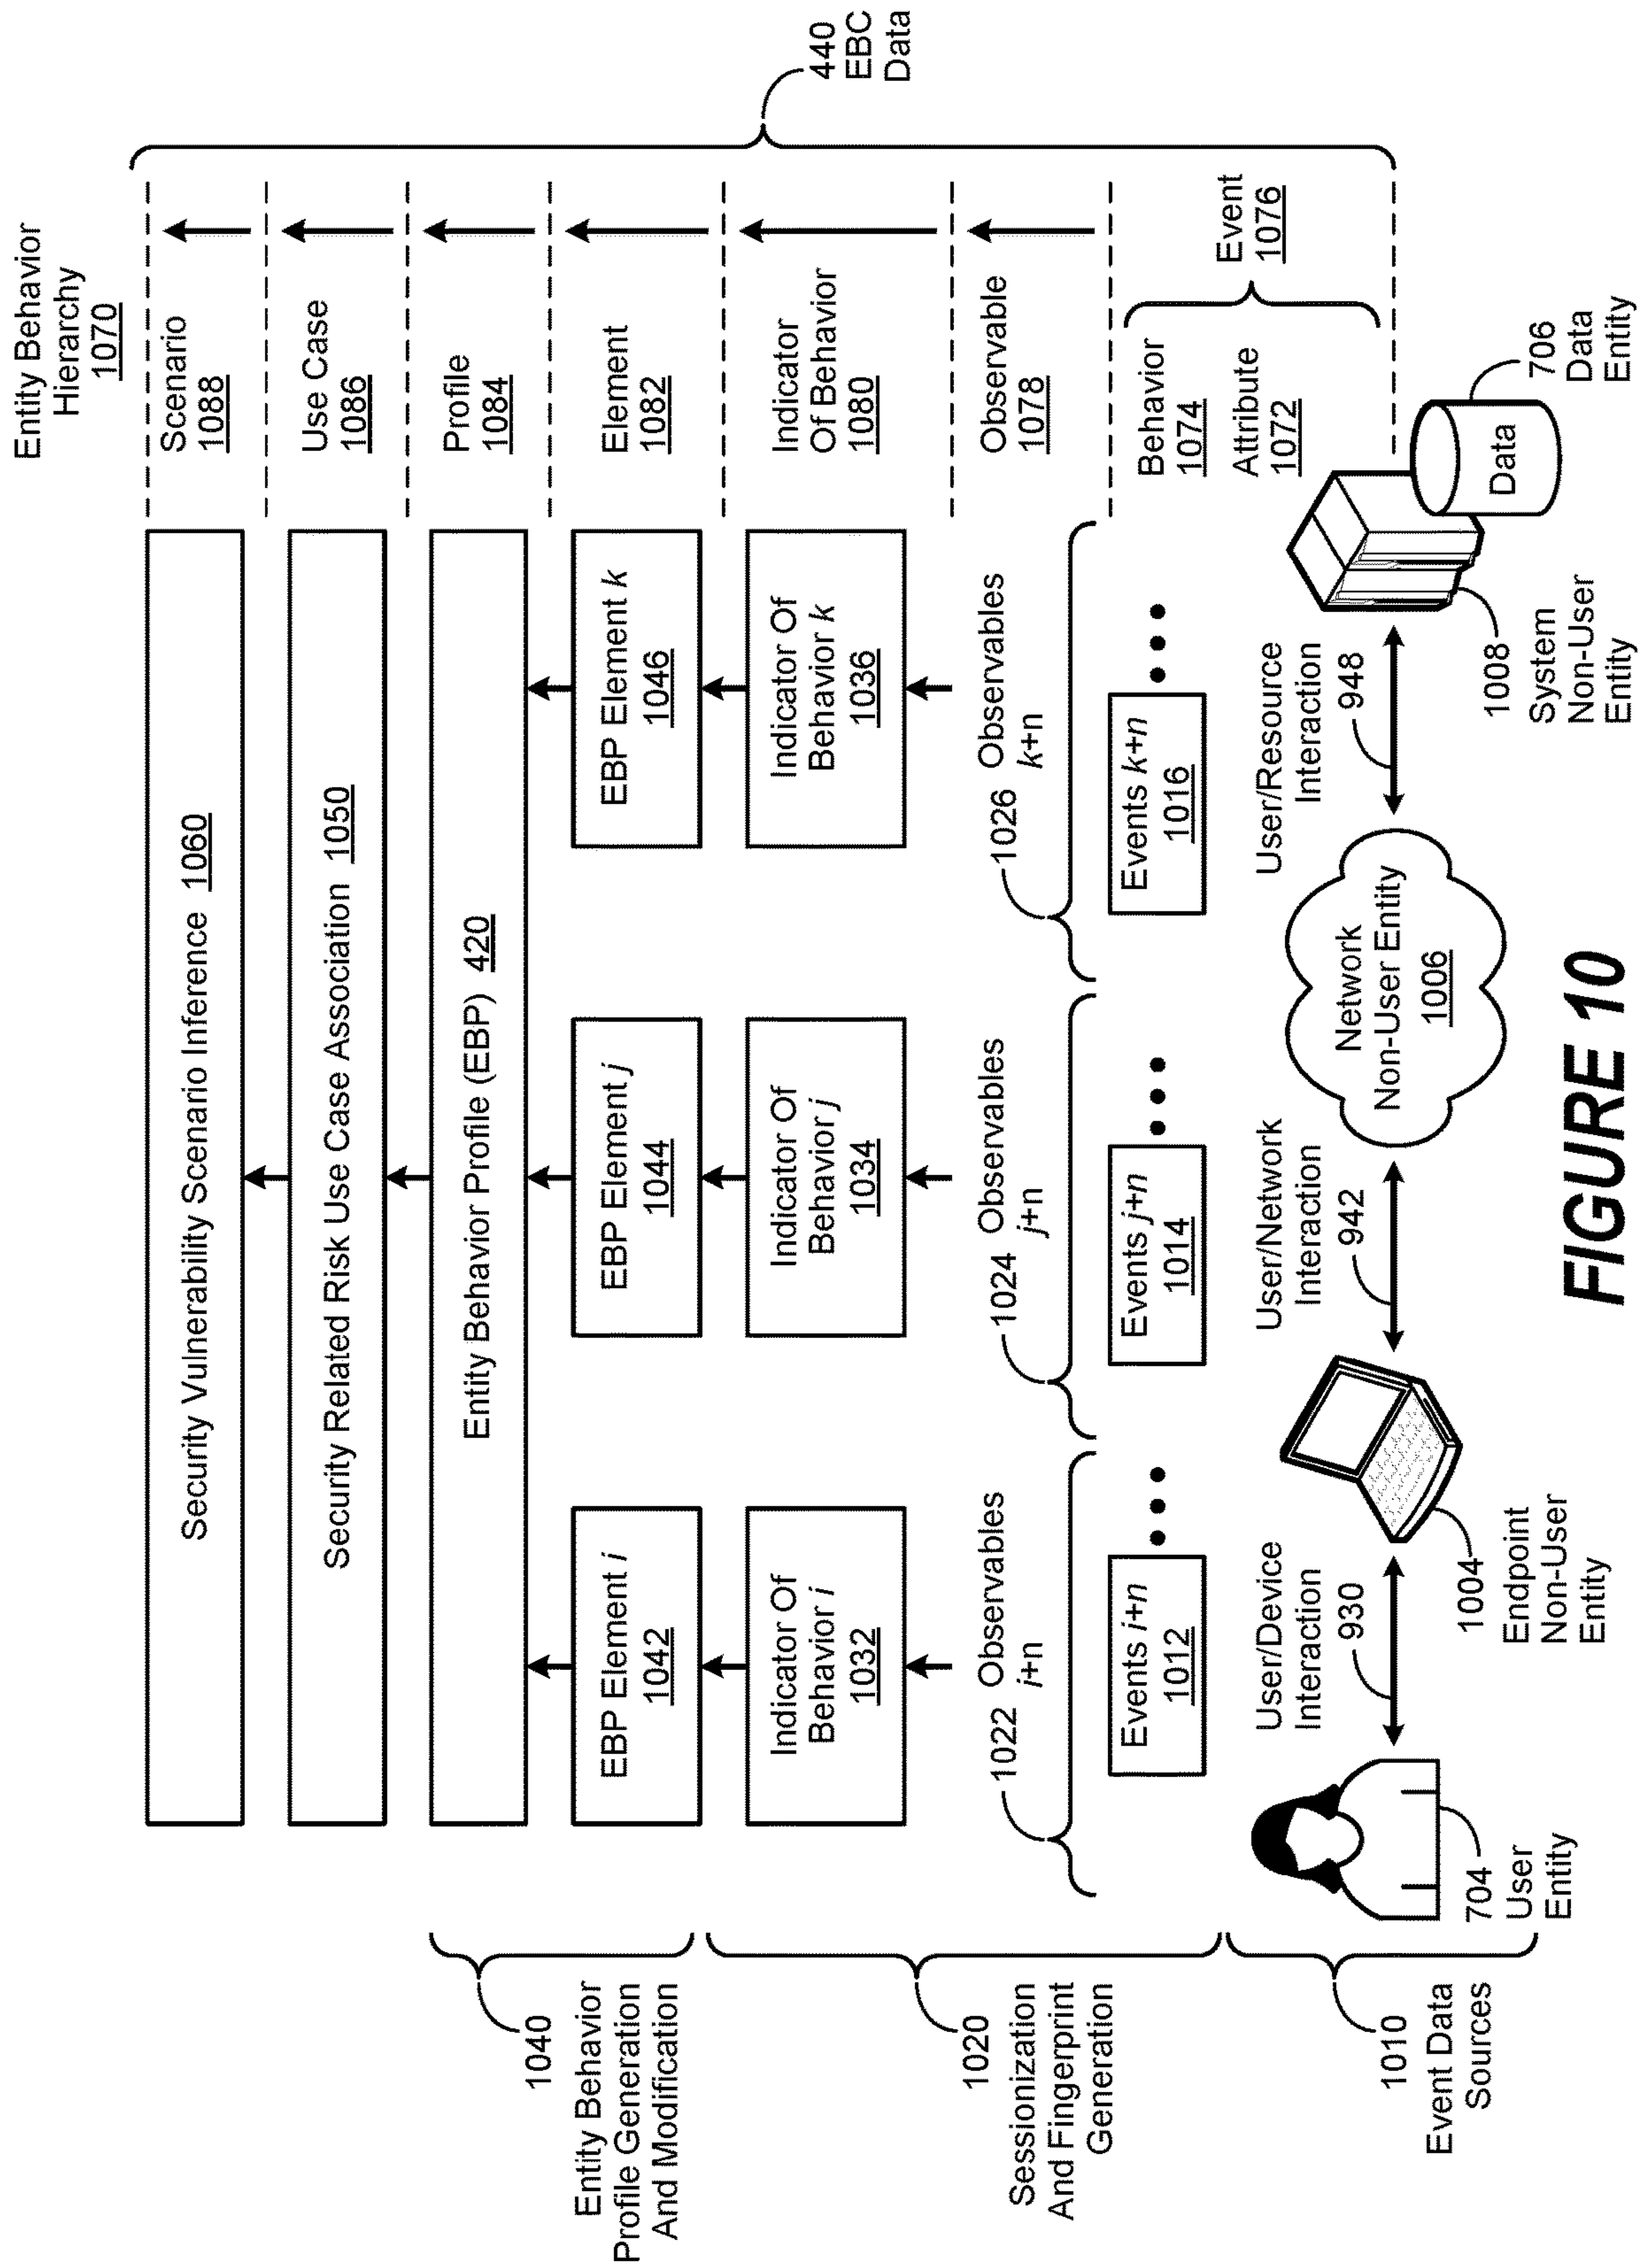 Entity Behavior
Hierarchy
1070
Security Vulnerability Scenario Inference 1060
Scenario
1088
Security Related Risk Use Case Association 1050
Use Case
1086
1040
Entity Behavior
Profile Generation
And Modification
Entity Behavior Profile (EBP) 420
Profile
1084
EBP Element i
1042
EBP Element j
1044
EBP Element k
1046
Element
1082
440
EBC
Data
1020
Sessionization
And Fingerprint
Generation
Indicator Of
Behavior i
1032
Indicator Of
Behavior j
1034
Indicator Of
Behavior k
1036
Indicator
Of Behavior
1080
1022
Observables
i+n
1024
Observables
j+n
1026
Observables
k+n
Observable
1078
Events i+n
1012
Events j+n
1014
Events k+n
1016
Behavior
1074
Attribute
1072
Event
1076
1010
Event Data
Sources
User/Device
Interaction
930
User/Network
Interaction
942
Network
Non-User Entity
1006
User/Resource
Interaction
948
Data
704
User
Entity
1004
Endpoint
Non-User
Entity
1008
System
Non-User
Entity
706
Data
Entity
FIGURE 10